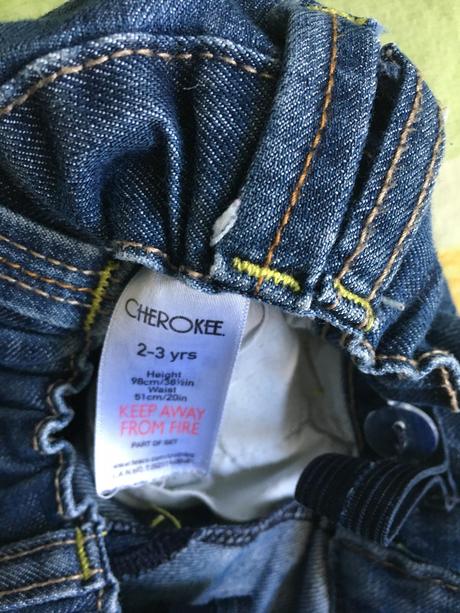 CHEROKEE.
2-3 yrs
Height
98cm/38½in
Waist
51cm/20in
KEEP AWAY
FROM FIRE
PART OF SET